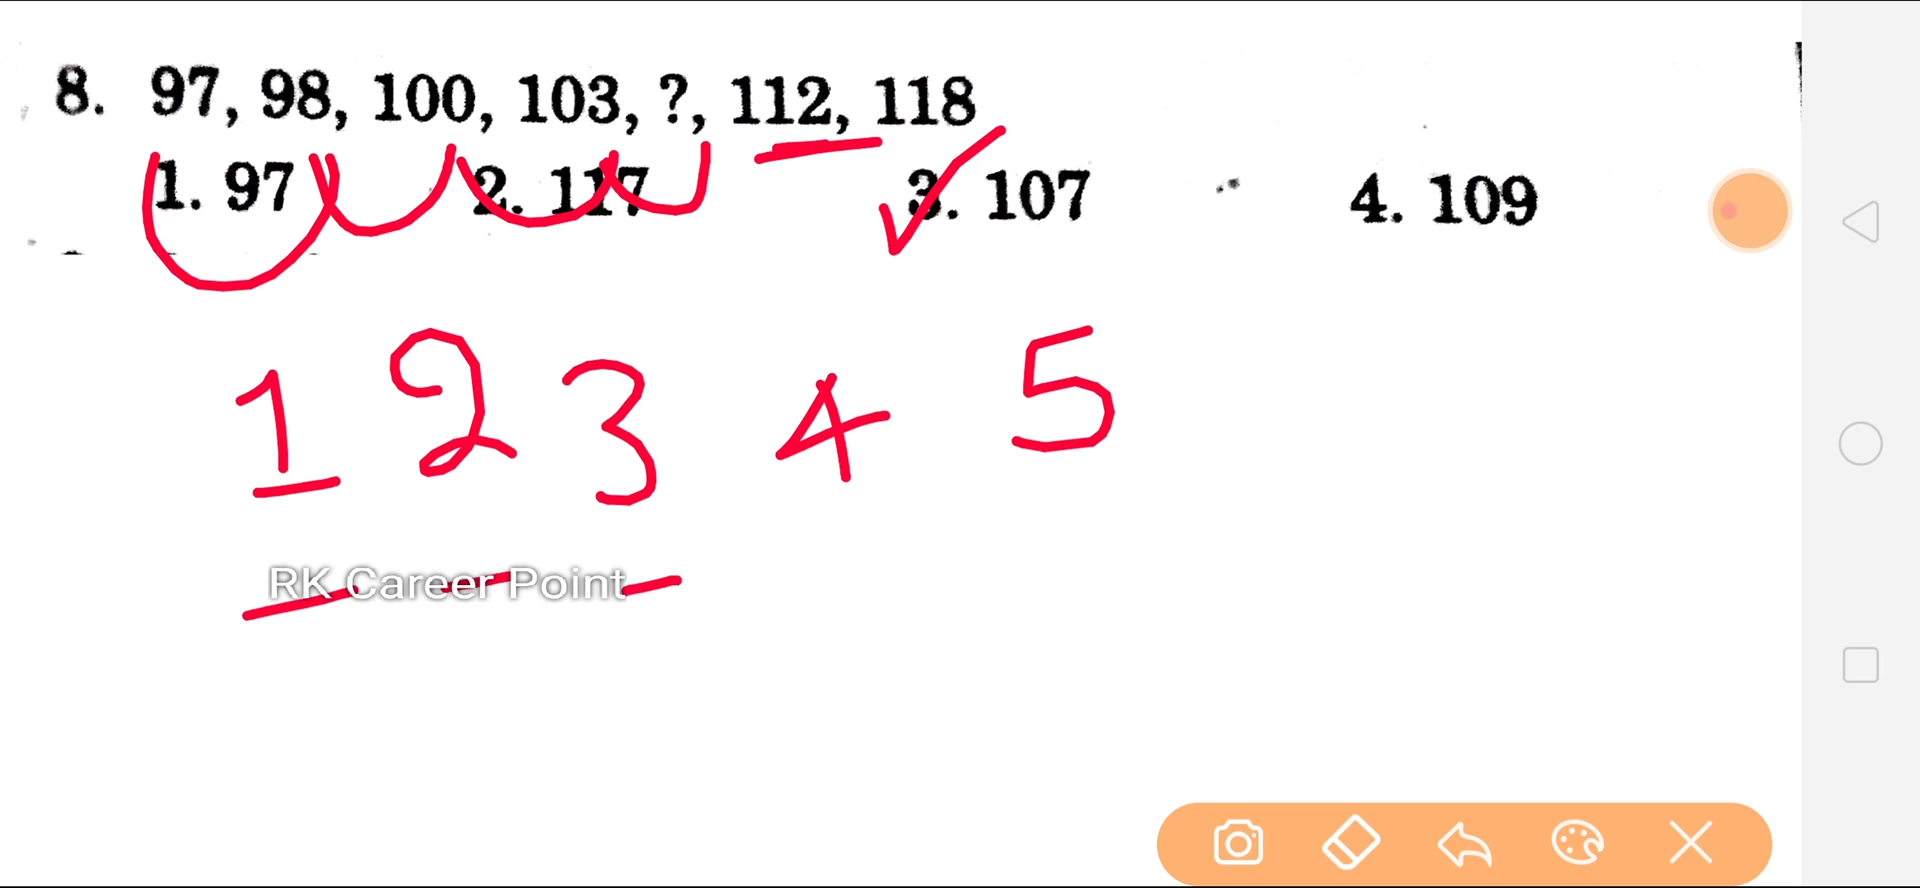 8. 97, 98, 100, 103, ?, 112, 118
1. 97 2. 117 3. 107 4. 109
1 2 3 4 5
RK Career Point